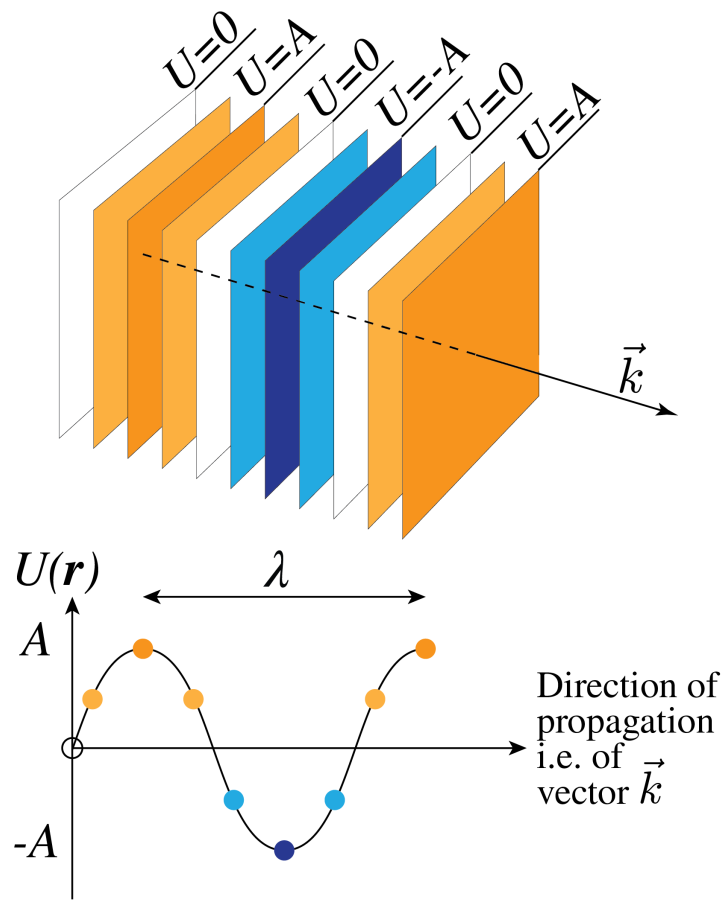 U=0
U=A
U=0
U=-A
U=0
U=A
k⃗
U(r)
λ
A
Direction of
propagation
i.e. of
vector k⃗
-A